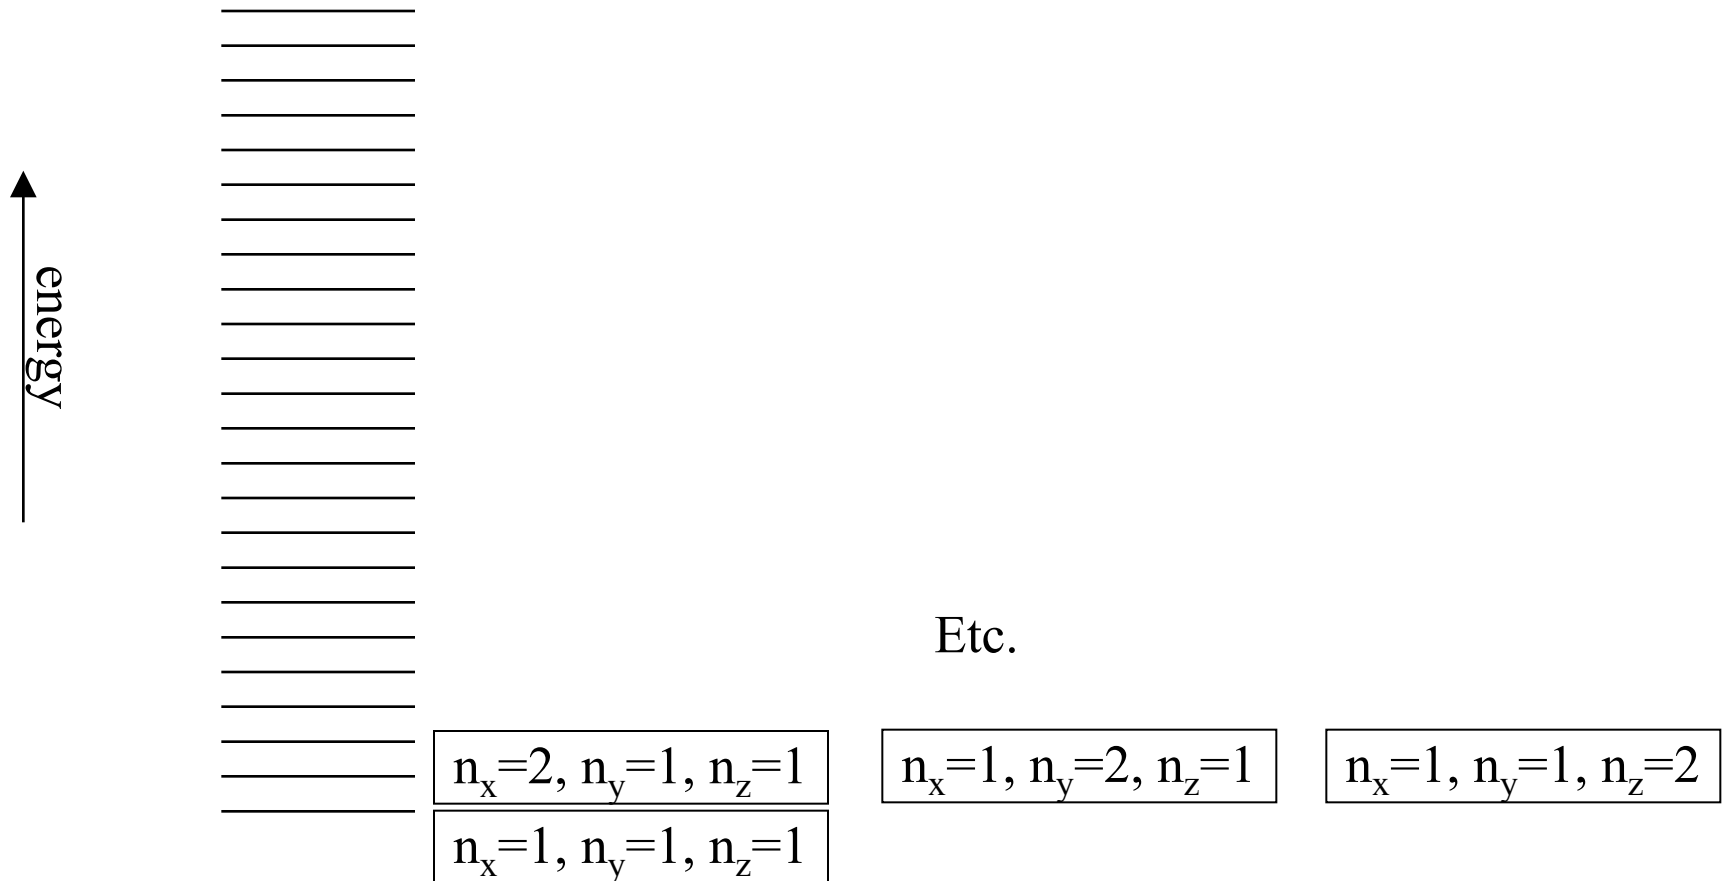 energy
Etc.
nx=2, ny=1, nz=1
nx=1, ny=2, nz=1
nx=1, ny=1, nz=2
nx=1, ny=1, nz=1